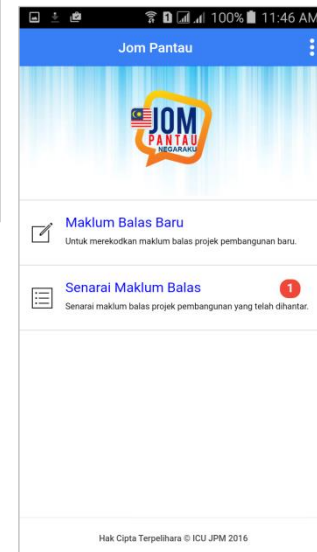 100% 11:46 AM
Jom Pantau
JOM
PANTAU
NEGARAKU
Maklum Balas Baru
Untuk merekodkan maklum balas projek pembangunan baru.
Senarai Maklum Balas
1
Senarai maklum balas projek pembangunan yang telah dihantar.
Hak Cipta Terpelihara © ICU JPM 2016